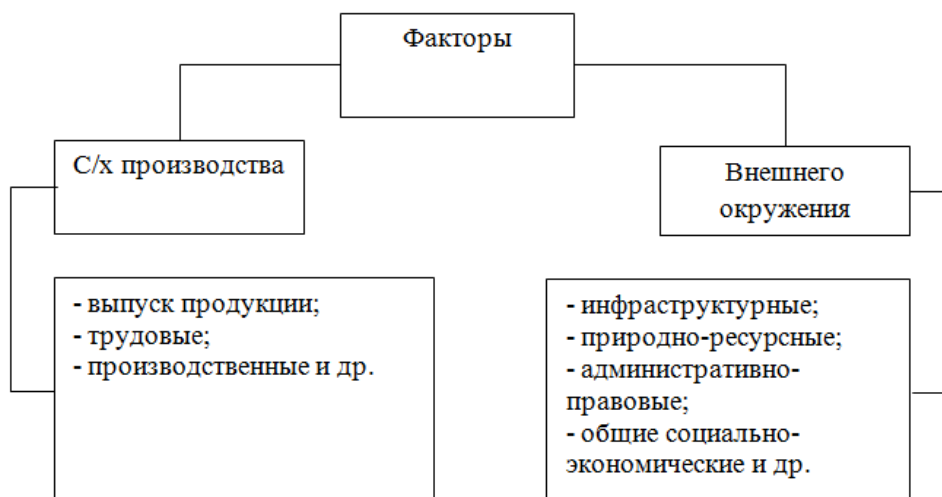 Факторы
С/х производства
Внешнего
окружения
- выпуск продукции;
- трудовые;
- производственные и др.
- инфраструктурные;
- природно-ресурсные;
- административно-
правовые;
- общие социально-
экономические и др.